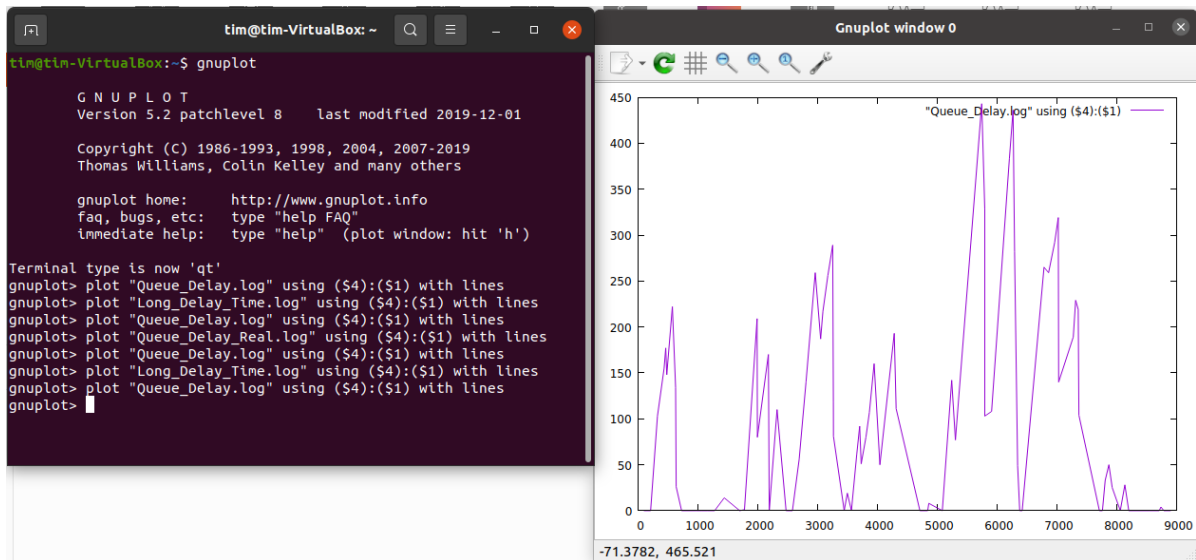 tim@tim-VirtualBox: ~
tim@tim-VirtualBox:~$ gnuplot
G N U P L O T
Version 5.2 patchlevel 8    last modified 2019-12-01
Copyright (C) 1986-1993, 1998, 2004, 2007-2019
Thomas Williams, Colin Kelley and many others
gnuplot home:     http://www.gnuplot.info
faq, bugs, etc:   type "help FAQ"
immediate help:   type "help"  (plot window: hit 'h')
Terminal type is now 'qt'
gnuplot> plot "Queue_Delay.log" using ($4):($1) with lines
gnuplot> plot "Long_Delay_Time.log" using ($4):($1) with lines
gnuplot> plot "Queue_Delay.log" using ($4):($1) with lines
gnuplot> plot "Queue_Delay_Real.log" using ($4):($1) with lines
gnuplot> plot "Queue_Delay.log" using ($4):($1) with lines
gnuplot> plot "Long_Delay_Time.log" using ($4):($1) with lines
gnuplot> plot "Queue_Delay.log" using ($4):($1) with lines
gnuplot>
Gnuplot window 0
"Queue_Delay.log" using ($4):($1)
450
400
350
300
250
200
150
100
50
0
0 1000 2000 3000 4000 5000 6000 7000 8000 9000
-71.3782, 465.521